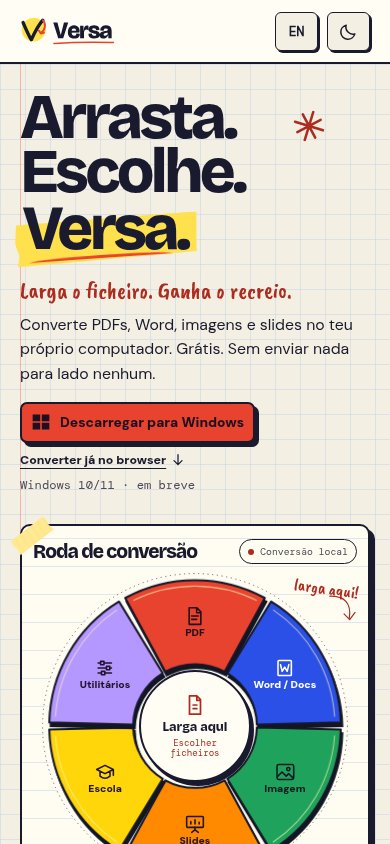 Versa
EN
Arrasta.
Escolhe.
Versa.
Larga o ficheiro. Ganha o recreio.
Converte PDFs, Word, imagens e slides no teu
próprio computador. Grátis. Sem enviar nada
para lado nenhum.
Descarregar para Windows
Converter já no browser ↓
Windows 10/11 · em breve
Roda de conversão
Conversão local
larga aqui!
PDF
Utilitários
Word / Docs
Larga aqui
Escolher
ficheiros
Escola
Imagem
Slides